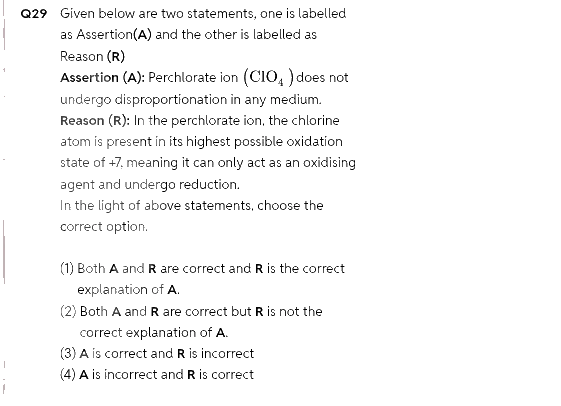 Q29 Given below are two statements, one is labelled
as Assertion(A) and the other is labelled as
Reason (R)
Assertion (A): Perchlorate ion (ClO₄ ) does not
undergo disproportionation in any medium.
Reason (R): In the perchlorate ion, the chlorine
atom is present in its highest possible oxidation
state of +7, meaning it can only act as an oxidising
agent and undergo reduction.
In the light of above statements, choose the
correct option.
(1) Both A and R are correct and R is the correct
explanation of A.
(2) Both A and R are correct but R is not the
correct explanation of A.
(3) A is correct and R is incorrect
(4) A is incorrect and R is correct